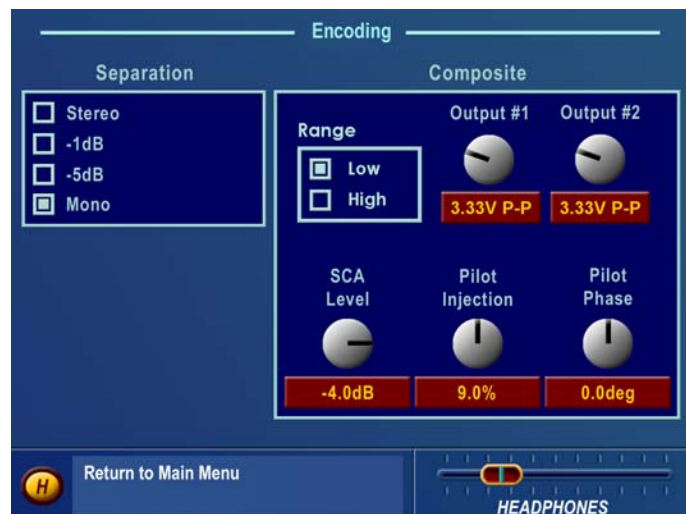 Encoding
Separation
Stereo
-1dB
-5dB
Mono
Composite
Range
Low
High
Output #1
3.33V P-P
Output #2
3.33V P-P
SCA
Level
-4.0dB
Pilot
Injection
9.0%
Pilot
Phase
0.0deg
H
Return to Main Menu
HEADPHONES